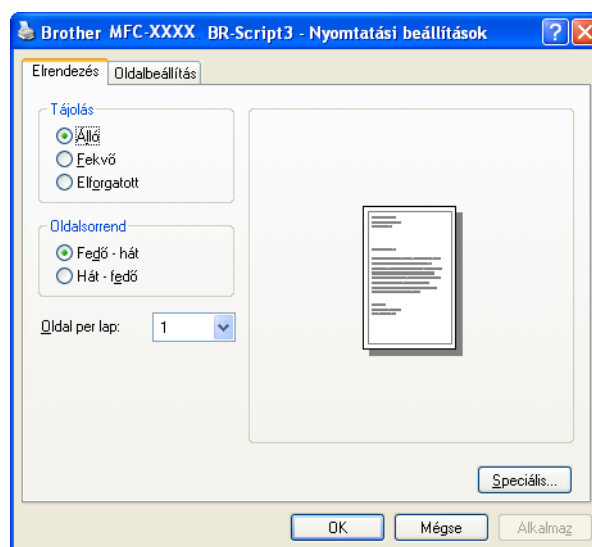 Brother MFC-XXXX BR-Script3 - Nyomtatási beállítások
Elrendezés Oldalbeállítás
Tájolás
Álló
Fekvő
Elforgatott
Oldalsorrend
Fedő - hát
Hát - fedő
Oldal per lap: 1
Speciális...
OK Mégse Alkalmaz